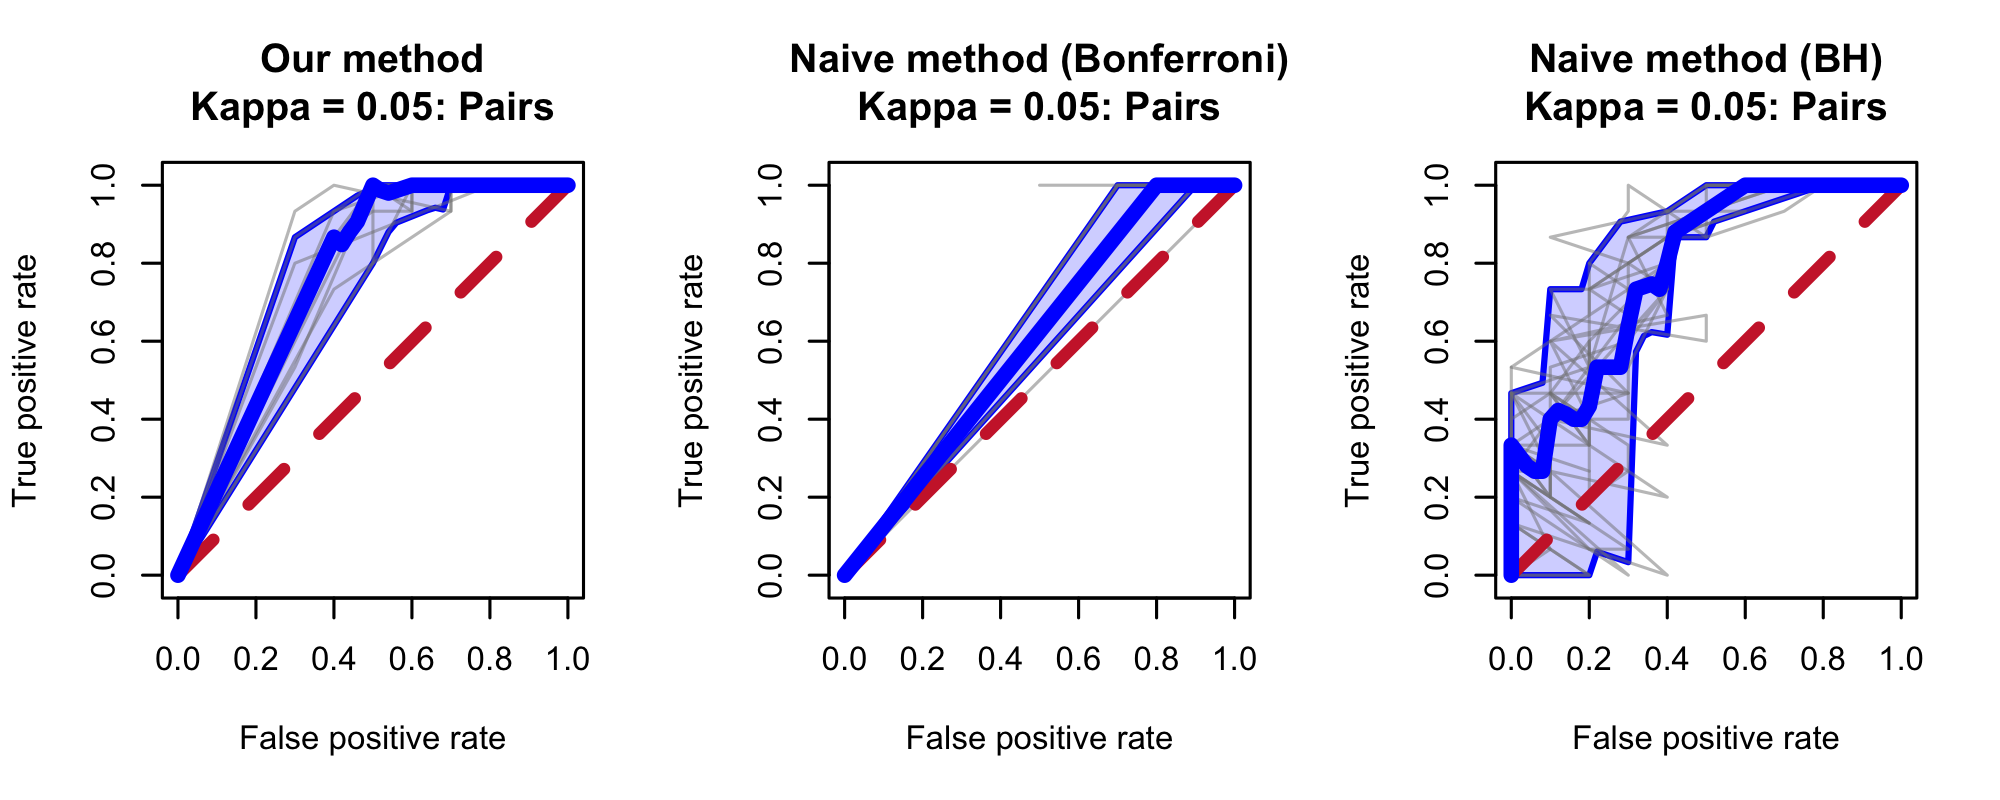 Our method
Kappa = 0.05: Pairs
True positive rate
1.0
0.8
0.6
0.4
0.2
0.0
0.0 0.2 0.4 0.6 0.8 1.0
False positive rate
Naive method (Bonferroni)
Kappa = 0.05: Pairs
True positive rate
1.0
0.8
0.6
0.4
0.2
0.0
0.0 0.2 0.4 0.6 0.8 1.0
False positive rate
Naive method (BH)
Kappa = 0.05: Pairs
True positive rate
1.0
0.8
0.6
0.4
0.2
0.0
0.0 0.2 0.4 0.6 0.8 1.0
False positive rate